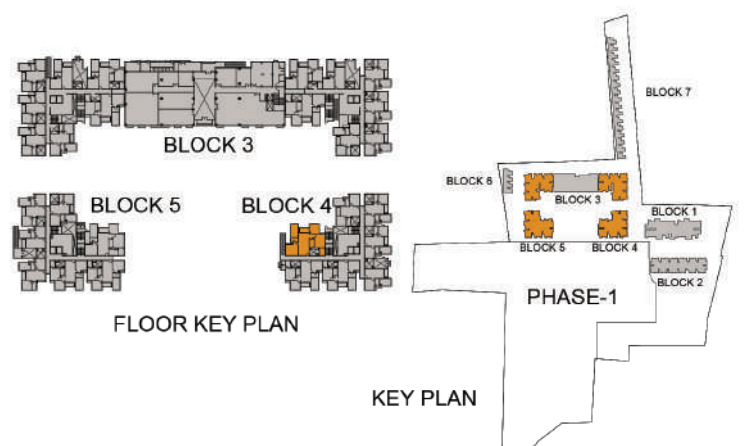 BLOCK 3
BLOCK 5
BLOCK 4
FLOOR KEY PLAN
BLOCK 7
BLOCK 6
BLOCK 3
BLOCK 1
BLOCK 5
BLOCK 4
BLOCK 2
PHASE-1
KEY PLAN